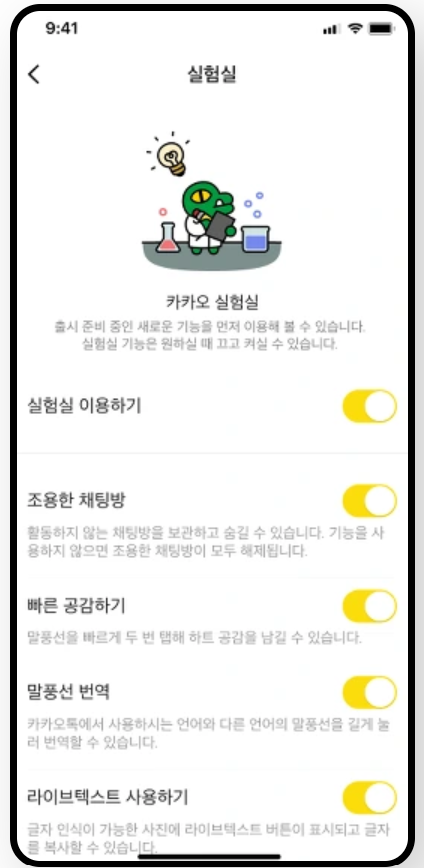 9:41
실험실
카카오 실험실
출시 준비 중인 새로운 기능을 먼저 이용해 볼 수 있습니다.
실험실 기능은 원하실 때 끄고 켜실 수 있습니다.
실험실 이용하기
조용한 채팅방
활동하지 않는 채팅방을 보관하고 숨길 수 있습니다. 기능을 사
용하지 않으면 조용한 채팅방이 모두 해제됩니다.
빠른 공감하기
말풍선을 빠르게 두 번 탭해 하트 공감을 남길 수 있습니다.
말풍선 번역
카카오톡에서 사용하시는 언어와 다른 언어의 말풍선을 길게 눌
러 번역할 수 있습니다.
라이브텍스트 사용하기
글자 인식이 가능한 사진에 라이브텍스트 버튼이 표시되고 글자
를 복사할 수 있습니다.